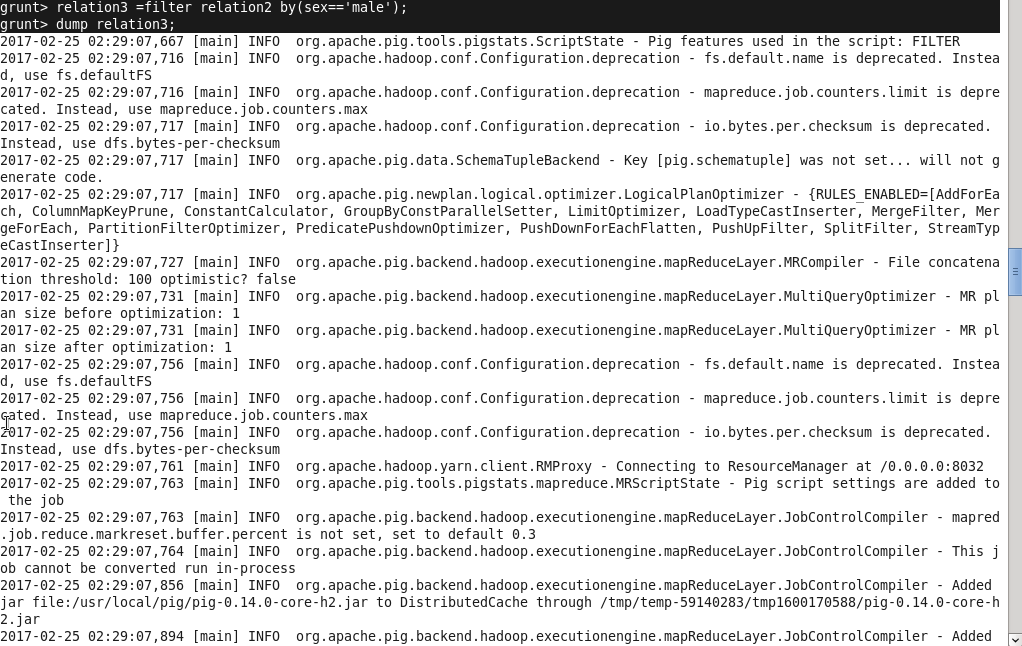 grunt> relation3 =filter relation2 by(sex=='male');
grunt> dump relation3;
2017-02-25 02:29:07,667 [main] INFO  org.apache.pig.tools.pigstats.ScriptState - Pig features used in the script: FILTER
2017-02-25 02:29:07,716 [main] INFO  org.apache.hadoop.conf.Configuration.deprecation - fs.default.name is deprecated. Instea
d, use fs.defaultFS
2017-02-25 02:29:07,716 [main] INFO  org.apache.hadoop.conf.Configuration.deprecation - mapreduce.job.counters.limit is depre
cated. Instead, use mapreduce.job.counters.max
2017-02-25 02:29:07,717 [main] INFO  org.apache.hadoop.conf.Configuration.deprecation - io.bytes.per.checksum is deprecated.
Instead, use dfs.bytes-per-checksum
2017-02-25 02:29:07,717 [main] INFO  org.apache.pig.data.SchemaTupleBackend - Key [pig.schematuple] was not set... will not g
enerate code.
2017-02-25 02:29:07,717 [main] INFO  org.apache.pig.newplan.logical.optimizer.LogicalPlanOptimizer - {RULES_ENABLED=[AddForEa
ch, ColumnMapKeyPrune, ConstantCalculator, GroupByConstParallelSetter, LimitOptimizer, LoadTypeCastInserter, MergeFilter, Mer
geForEach, PartitionFilterOptimizer, PredicatePushdownOptimizer, PushDownForEachFlatten, PushUpFilter, SplitFilter, StreamTyp
eCastInserter]}
2017-02-25 02:29:07,727 [main] INFO  org.apache.pig.backend.hadoop.executionengine.mapReduceLayer.MRCompiler - File concatena
tion threshold: 100 optimistic? false
2017-02-25 02:29:07,731 [main] INFO  org.apache.pig.backend.hadoop.executionengine.mapReduceLayer.MultiQueryOptimizer - MR pl
an size before optimization: 1
2017-02-25 02:29:07,731 [main] INFO  org.apache.pig.backend.hadoop.executionengine.mapReduceLayer.MultiQueryOptimizer - MR pl
an size after optimization: 1
2017-02-25 02:29:07,756 [main] INFO  org.apache.hadoop.conf.Configuration.deprecation - fs.default.name is deprecated. Instea
d, use fs.defaultFS
2017-02-25 02:29:07,756 [main] INFO  org.apache.hadoop.conf.Configuration.deprecation - mapreduce.job.counters.limit is depre
cated. Instead, use mapreduce.job.counters.max
2017-02-25 02:29:07,756 [main] INFO  org.apache.hadoop.conf.Configuration.deprecation - io.bytes.per.checksum is deprecated.
Instead, use dfs.bytes-per-checksum
2017-02-25 02:29:07,761 [main] INFO  org.apache.hadoop.yarn.client.RMProxy - Connecting to ResourceManager at /0.0.0.0:8032
2017-02-25 02:29:07,763 [main] INFO  org.apache.pig.tools.pigstats.mapreduce.MRScriptState - Pig script settings are added to
 the job
2017-02-25 02:29:07,763 [main] INFO  org.apache.pig.backend.hadoop.executionengine.mapReduceLayer.JobControlCompiler - mapred
.job.reduce.markreset.buffer.percent is not set, set to default 0.3
2017-02-25 02:29:07,764 [main] INFO  org.apache.pig.backend.hadoop.executionengine.mapReduceLayer.JobControlCompiler - This j
ob cannot be converted run in-process
2017-02-25 02:29:07,856 [main] INFO  org.apache.pig.backend.hadoop.executionengine.mapReduceLayer.JobControlCompiler - Added
jar file:/usr/local/pig/pig-0.14.0-core-h2.jar to DistributedCache through /tmp/temp-59140283/tmp1600170588/pig-0.14.0-core-h
2.jar
2017-02-25 02:29:07,894 [main] INFO  org.apache.pig.backend.hadoop.executionengine.mapReduceLayer.JobControlCompiler - Added